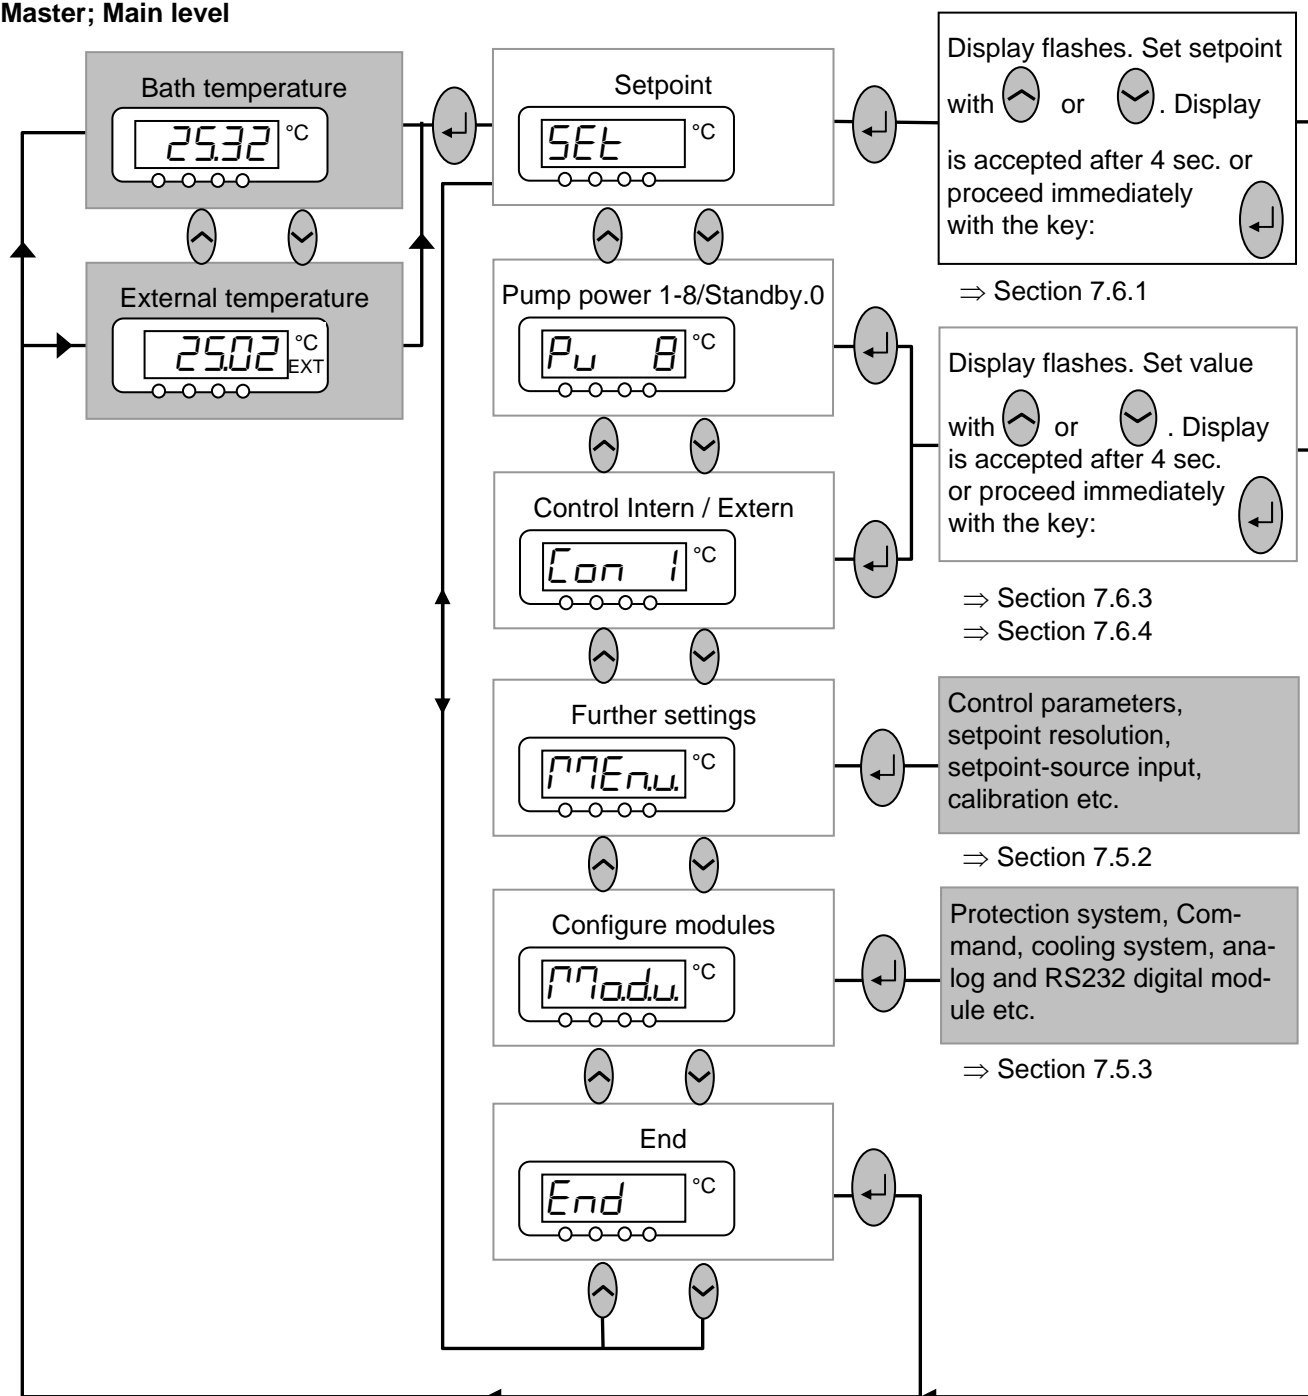 Master; Main level
Bath temperature
25.32 °C
External temperature
25.02 °C
EXT
Setpoint
SEt °C
Pump power 1-8/Standby.0
Pu 8 °C
Control Intern / Extern
Con 1 °C
Further settings
MEn.u. °C
Configure modules
Mo.d.u. °C
End
End °C
Display flashes. Set setpoint
with or . Display
is accepted after 4 sec. or
proceed immediately
with the key:
⇒ Section 7.6.1
Display flashes. Set value
with or . Display
is accepted after 4 sec.
or proceed immediately
with the key:
⇒ Section 7.6.3
⇒ Section 7.6.4
Control parameters,
setpoint resolution,
setpoint-source input,
calibration etc.
⇒ Section 7.5.2
Protection system, Com-
mand, cooling system, ana-
log and RS232 digital mod-
ule etc.
⇒ Section 7.5.3